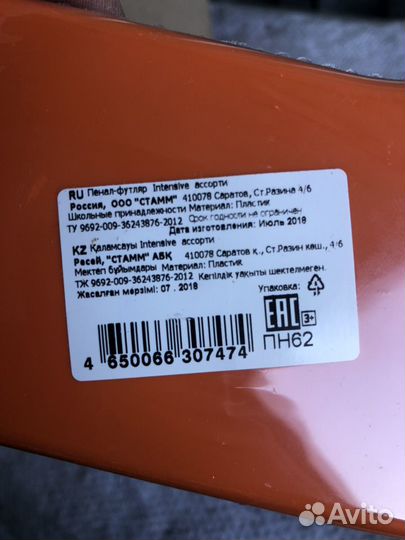 RU Пенал-футляр Intensive ассорти
Россия, ООО "СТАММ" 410078 Саратов, Ст.Разина 4/6
Школьные принадлежности Материал: Пластик
ТУ 9692-009-36243876-2012 Срок годности не ограничен
Дата изготовления: Июль 2018
KZ Қаламсауы Intensive ассорти
Ресей, "СТАММ" АБҚ 410078 Саратов қ., Ст.Разин көш., 4/6
Мектеп бұйымдары Материал: Пластик
ТЖ 9692-009-36243876-2012 Кепілдік уақыты шектелмеген.
Жасалған мерзімі: 07 . 2018
Упаковка:
EAC 3+
ПН62
4 650066 307474
Avito